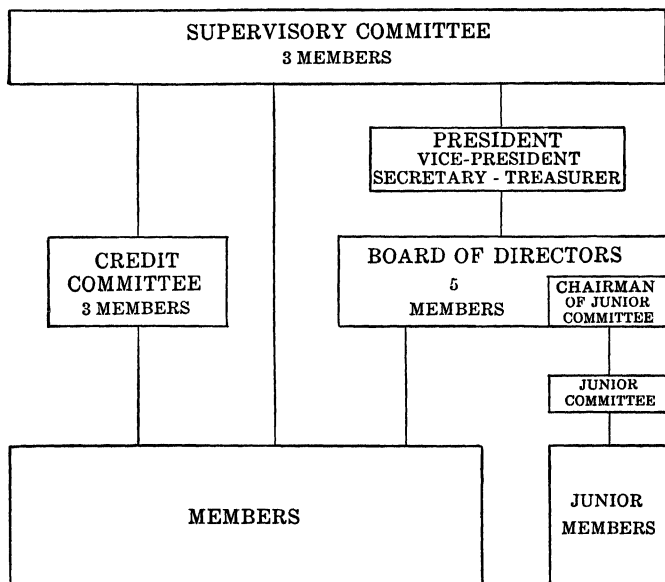 SUPERVISORY COMMITTEE
3 MEMBERS
PRESIDENT
VICE-PRESIDENT
SECRETARY - TREASURER
CREDIT
COMMITTEE
3 MEMBERS
BOARD OF DIRECTORS
5
MEMBERS
CHAIRMAN
OF JUNIOR
COMMITTEE
JUNIOR
COMMITTEE
MEMBERS
JUNIOR
MEMBERS